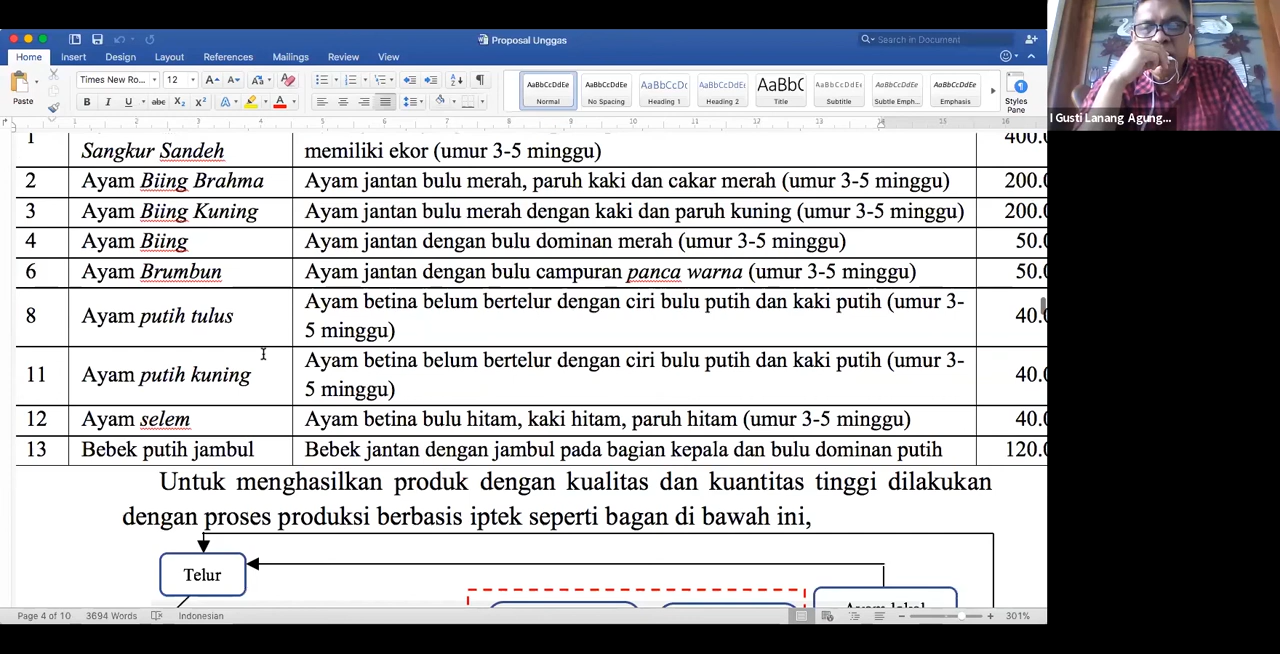 Proposal Unggas
Search in Document
Home Insert Design Layout References Mailings Review View
Paste
Times New Ro... 12
AaBbCcDdEe AaBbCcDdEe AaBbCcDc AaBbCcDdEe AaBbC AaBbCcDdEe AaBbCcDdEe AaBbCcDdEe
Normal No Spacing Heading 1 Heading 2 Title Subtitle Subtle Emph... Emphasis
Styles
Pane
I Gusti Lanang Agung...
1
Sangkur Sandeh memiliki ekor (umur 3-5 minggu)
2 Ayam Biing Brahma Ayam jantan bulu merah, paruh kaki dan cakar merah (umur 3-5 minggu) 200.0
3 Ayam Biing Kuning Ayam jantan bulu merah dengan kaki dan paruh kuning (umur 3-5 minggu) 200.0
4 Ayam Biing Ayam jantan dengan bulu dominan merah (umur 3-5 minggu) 50.0
6 Ayam Brumbun Ayam jantan dengan bulu campuran panca warna (umur 3-5 minggu) 50.0
8 Ayam putih tulus Ayam betina belum bertelur dengan ciri bulu putih dan kaki putih (umur 3-
5 minggu) 40.0
11 Ayam putih kuning Ayam betina belum bertelur dengan ciri bulu putih dan kaki putih (umur 3-
5 minggu) 40.0
12 Ayam selem Ayam betina bulu hitam, kaki hitam, paruh hitam (umur 3-5 minggu) 40.0
13 Bebek putih jambul Bebek jantan dengan jambul pada bagian kepala dan bulu dominan putih 120.0
Untuk menghasilkan produk dengan kualitas dan kuantitas tinggi dilakukan
dengan proses produksi berbasis iptek seperti bagan di bawah ini,
Telur
Ayam lokal
Page 4 of 10 3694 Words Indonesian 301%